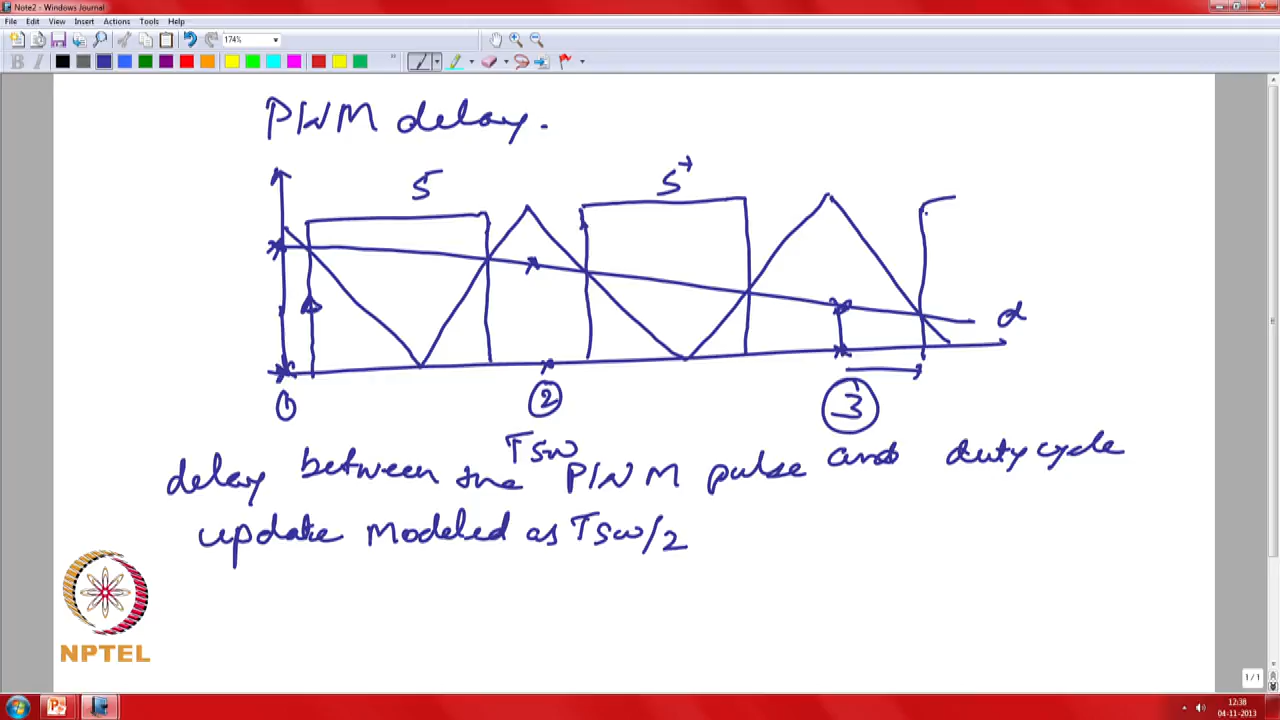 Note2 - Windows Journal
File Edit View Insert Actions Tools Help
174%
PWM delay.
S S+
d
① ② ③
Tsw
delay between the PWM pulse and duty cycle
update modeled as Tsw/2
NPTEL
1/1
12:38
04-11-2013